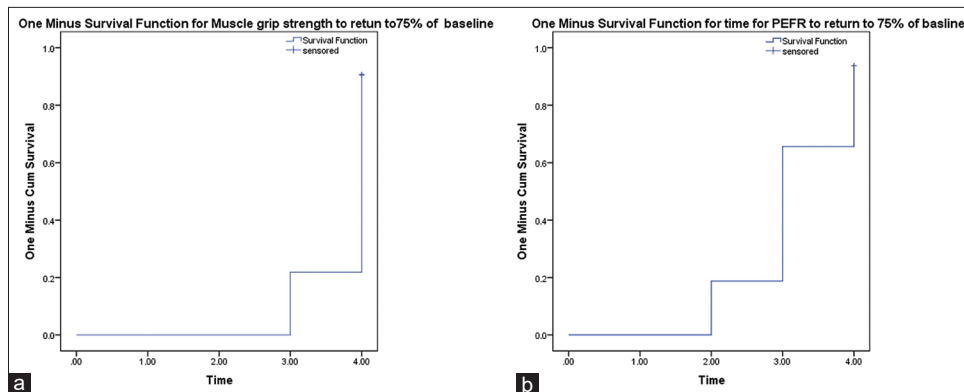 One Minus Survival Function for Muscle grip strength to retun to75% of baseline
Survival Function
sensored
1.0
0.8
0.6
0.4
0.2
0.0
One Minus Cum Survival
.00 1.00 2.00 3.00 4.00
Time
a
One Minus Survival Function for time for PEFR to return to 75% of basline
Survival Function
sensored
1.0
0.8
0.6
0.4
0.2
0.0
One Minus Cum Survival
.00 1.00 2.00 3.00 4.00
Time
b